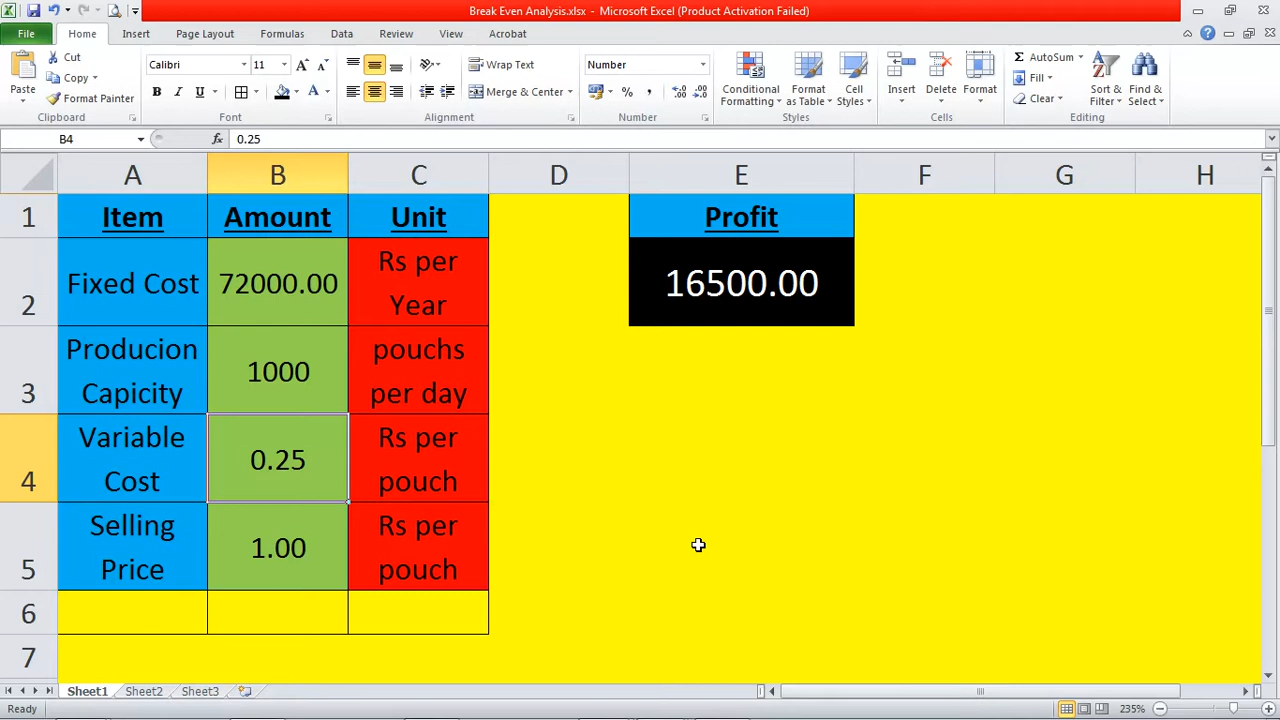 Break Even Analysis.xlsx - Microsoft Excel (Product Activation Failed)
File Home Insert Page Layout Formulas Data Review View Acrobat
Cut
Copy
Format Painter
Paste
Clipboard
Calibri 11
B I U
Font
Wrap Text
Merge & Center
Alignment
Number
Number
Conditional Formatting
Format as Table
Cell Styles
Styles
Insert Delete Format
Cells
AutoSum
Fill
Clear
Sort & Filter
Find & Select
Editing
B4 fx 0.25
A B C D E F G H
1 Item Amount Unit Profit
2 Fixed Cost 72000.00 Rs per Year 16500.00
3 Producion Capicity 1000 pouchs per day
4 Variable Cost 0.25 Rs per pouch
5 Selling Price 1.00 Rs per pouch
6
7
Sheet1 Sheet2 Sheet3
Ready 235%